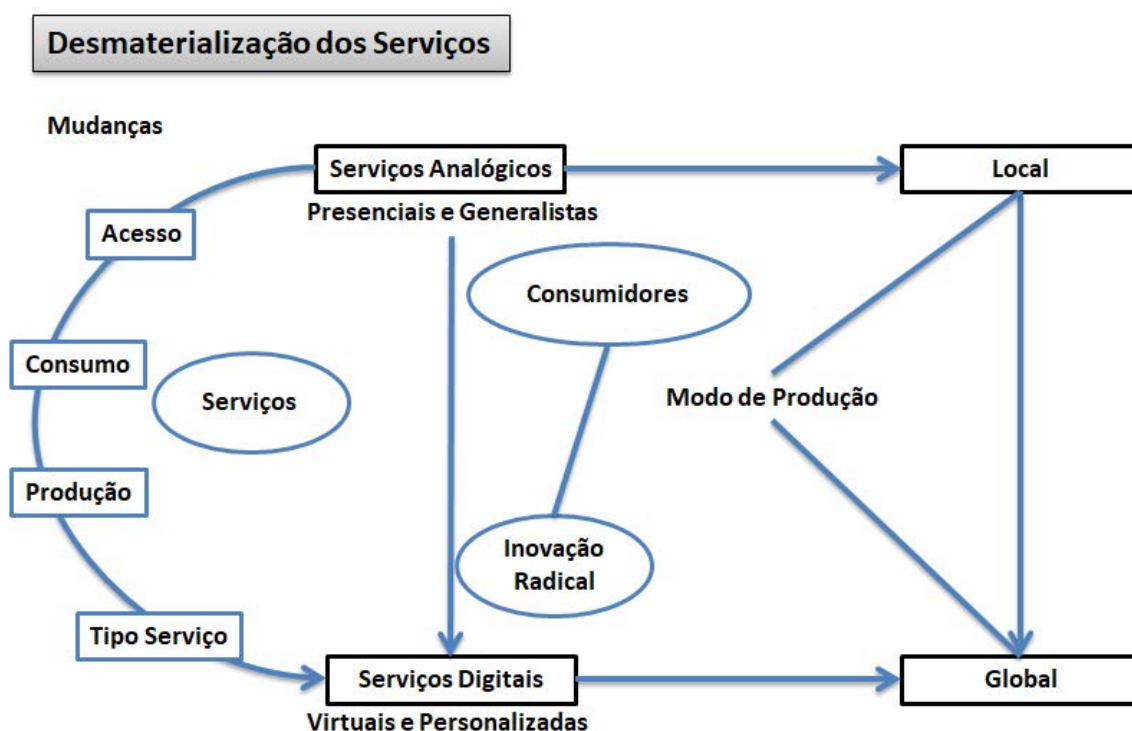 Desmaterialização dos Serviços
Mudanças
Serviços Analógicos
Local
Presenciais e Generalistas
Acesso
Consumidores
Consumo
Serviços
Modo de Produção
Produção
Inovação
Radical
Tipo Serviço
Serviços Digitais
Global
Virtuais e Personalizadas